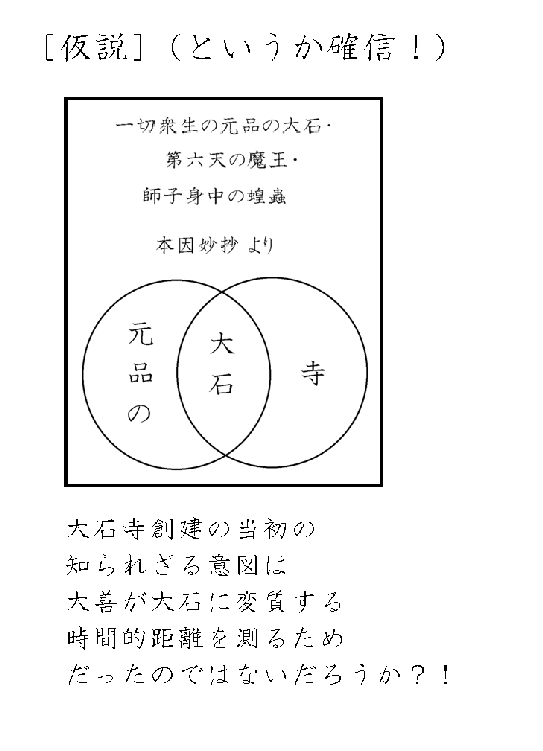 ［仮説］（というか確信！）
一切衆生の元品の大石・
第六天の魔王・
師子身中の蝗蟲
本因妙抄 より
元品の
大石
寺
大石寺創建の当初の
知られざる意図は
大善が大石に変質する
時間的距離を測るため
だったのではないだろうか？！